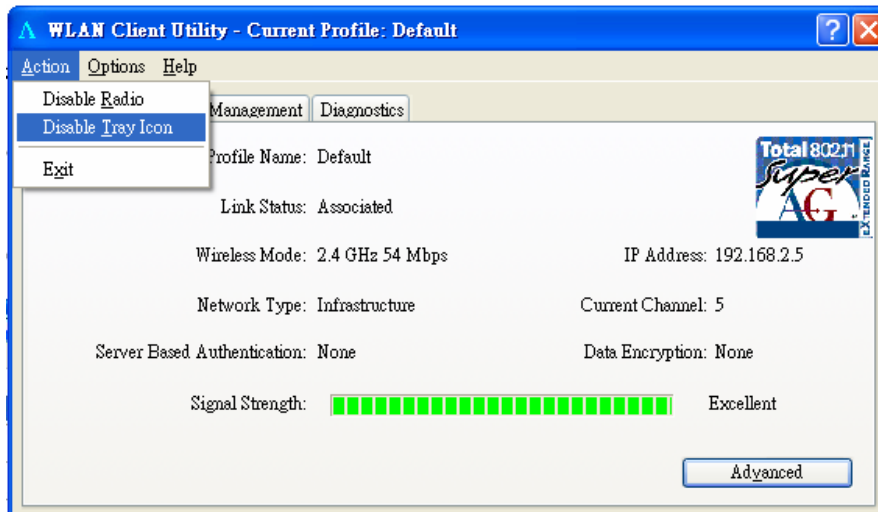 WLAN Client Utility - Current Profile: Default
Action Options Help
Disable Radio
Disable Tray Icon
Exit
Management Diagnostics
Profile Name: Default
Link Status: Associated
Wireless Mode: 2.4 GHz 54 Mbps
IP Address: 192.168.2.5
Network Type: Infrastructure
Current Channel: 5
Server Based Authentication: None
Data Encryption: None
Signal Strength: Excellent
Advanced
Total 802.11
Super
AG
EXTENDED RANGE